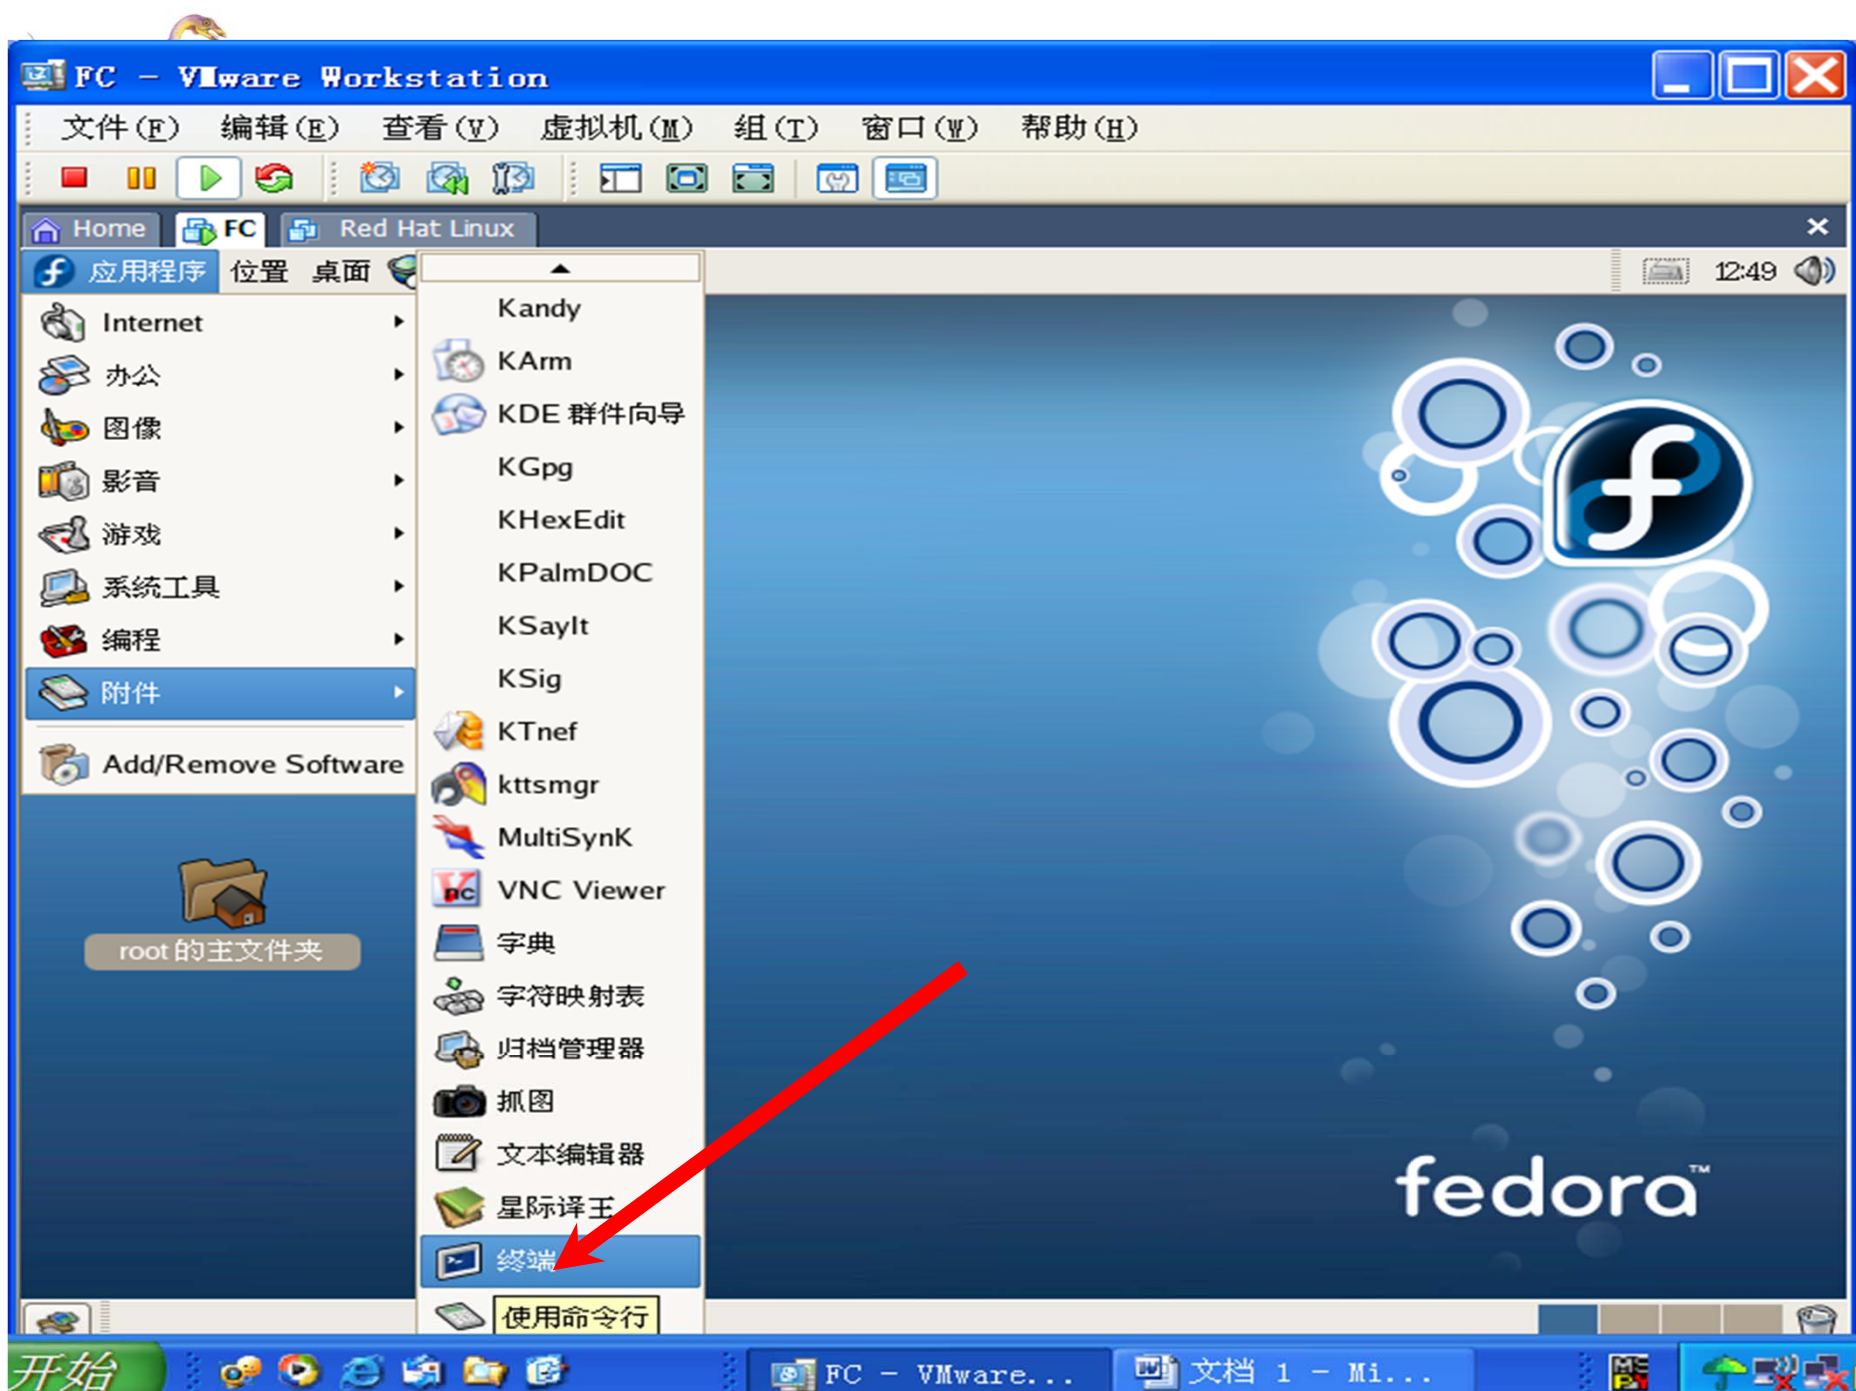 FC - VMware Workstation
文件(F) 编辑(E) 查看(V) 虚拟机(M) 组(T) 窗口(W) 帮助(H)
Home FC Red Hat Linux
应用程序 位置 桌面 12:49
Internet
办公
图像
影音
游戏
系统工具
编程
附件
Add/Remove Software
Kandy
KArm
KDE 群件向导
KGpg
KHexEdit
KPalmDOC
KSayIt
KSig
KTnef
kttsmgr
MultiSynK
VNC Viewer
字典
字符映射表
归档管理器
抓图
文本编辑器
星际译王
终端
使用命令行
root 的主文件夹
fedora™
开始 FC - VMware... 文档 1 - Mi...